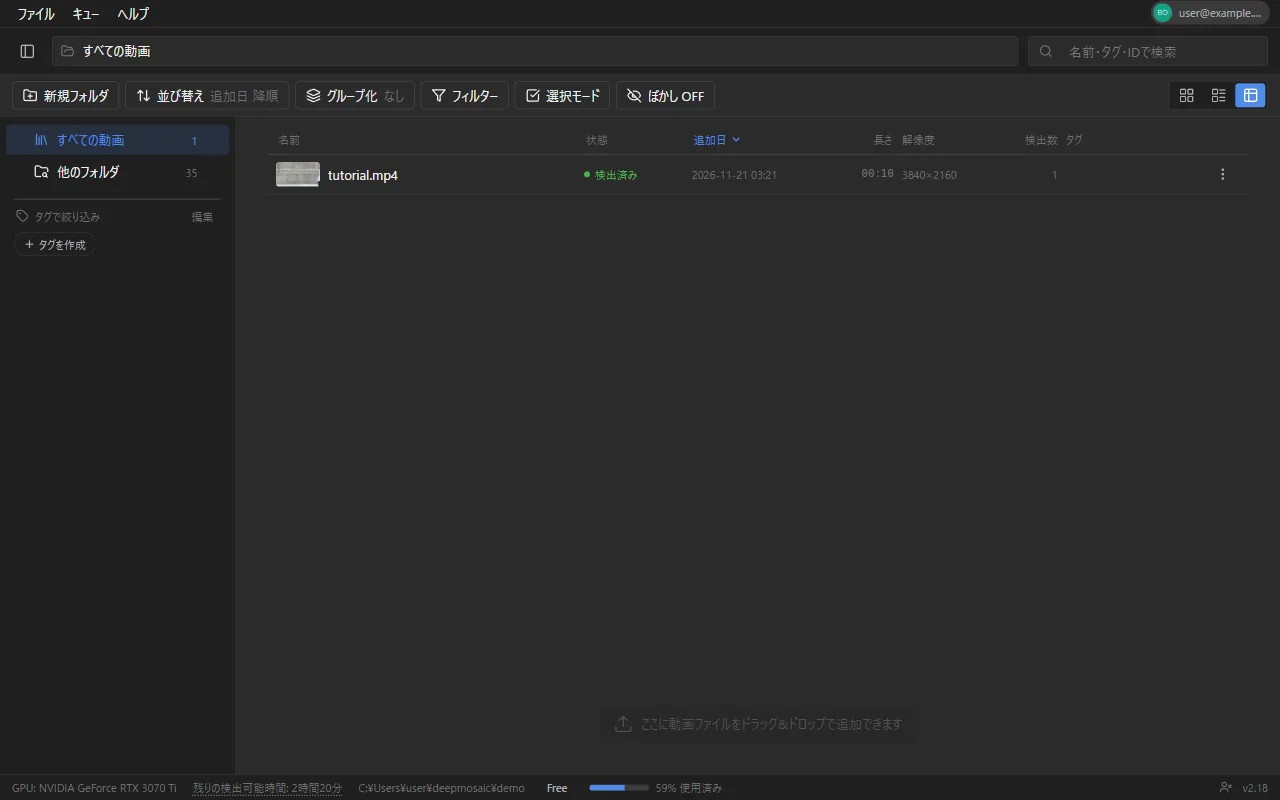 ファイル キュー ヘルプ BD user@example....
すべての動画 名前・タグ・IDで検索
新規フォルダ 並び替え 追加日 降順 グループ化 なし フィルター 選択モード ぼかし OFF
すべての動画 1
他のフォルダ 35
タグで絞り込み 編集
+ タグを作成
名前 状態 追加日 長さ 解像度 検出数 タグ
tutorial.mp4 検出済み 2026-11-21 03:21 00:10 3840×2160 1
ここに動画ファイルをドラッグ&ドロップで追加できます
GPU: NVIDIA GeForce RTX 3070 Ti 残りの検出可能時間: 2時間20分 C:¥Users¥user¥deepmosaic¥demo Free 59% 使用済み v2.18